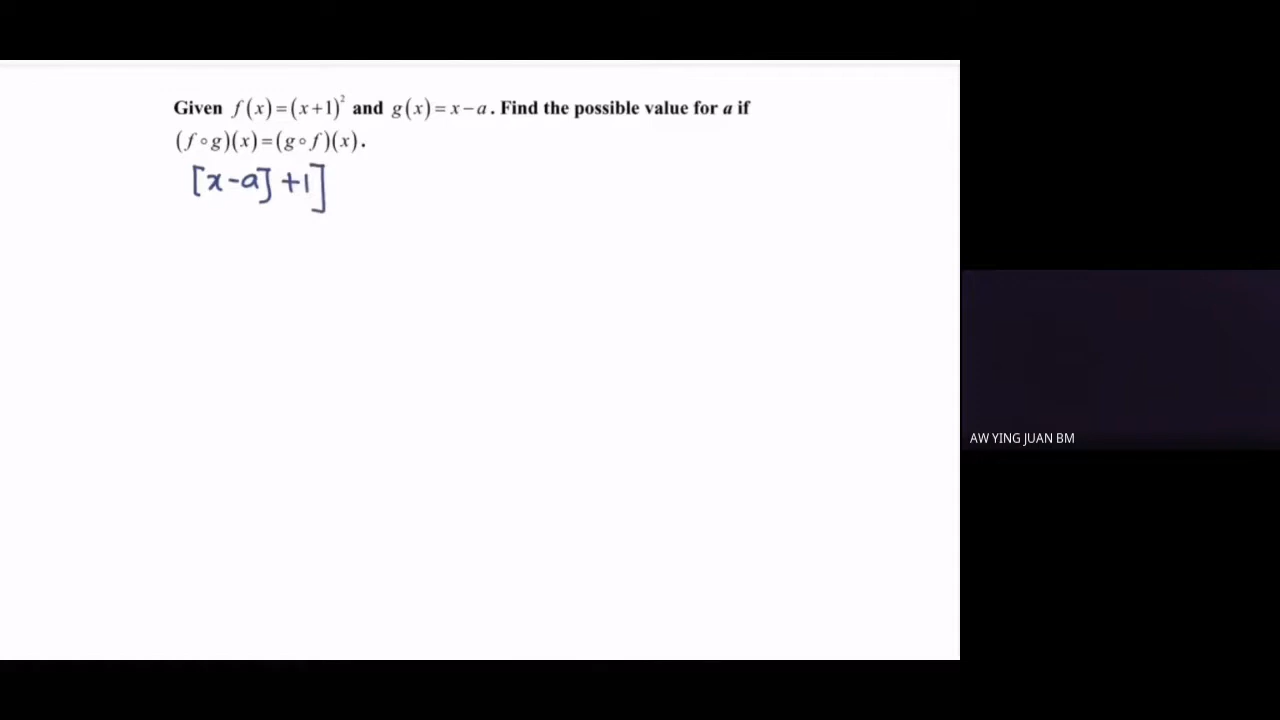 Given f(x)=(x+1)² and g(x)=x−a. Find the possible value for a if
(f∘g)(x)=(g∘f)(x).
[x-a]+1]
AW YING JUAN BM